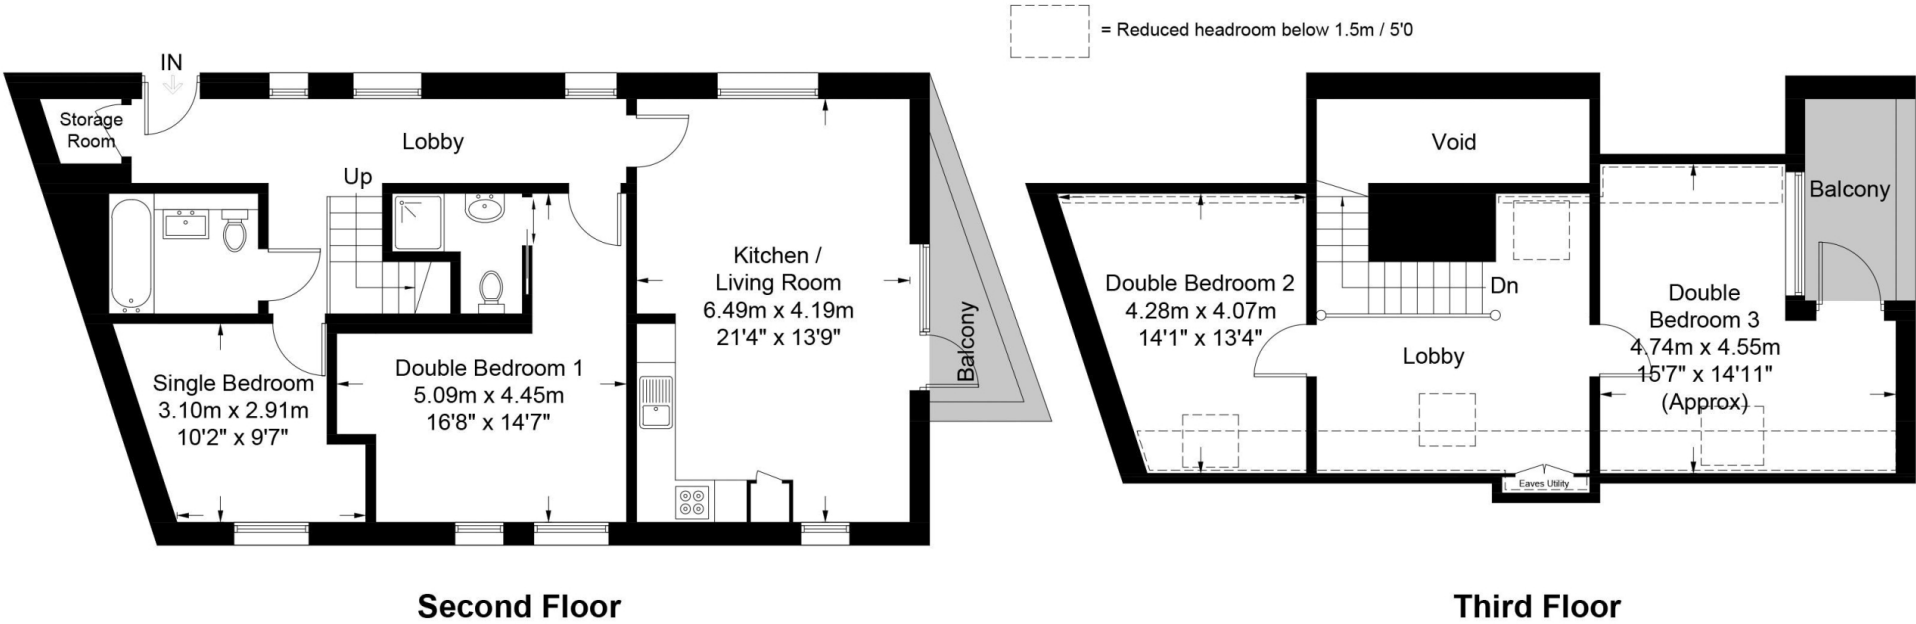 = Reduced headroom below 1.5m / 5'0
IN
Storage
Room
Lobby
Up
Kitchen /
Living Room
6.49m x 4.19m
21'4" x 13'9"
Balcony
Single Bedroom
3.10m x 2.91m
10'2" x 9'7"
Double Bedroom 1
5.09m x 4.45m
16'8" x 14'7"
Second Floor
Void
Balcony
Double Bedroom 2
4.28m x 4.07m
14'1" x 13'4"
Dn
Lobby
Double
Bedroom 3
4.74m x 4.55m
15'7" x 14'11"
(Approx)
Eaves Utility
Third Floor